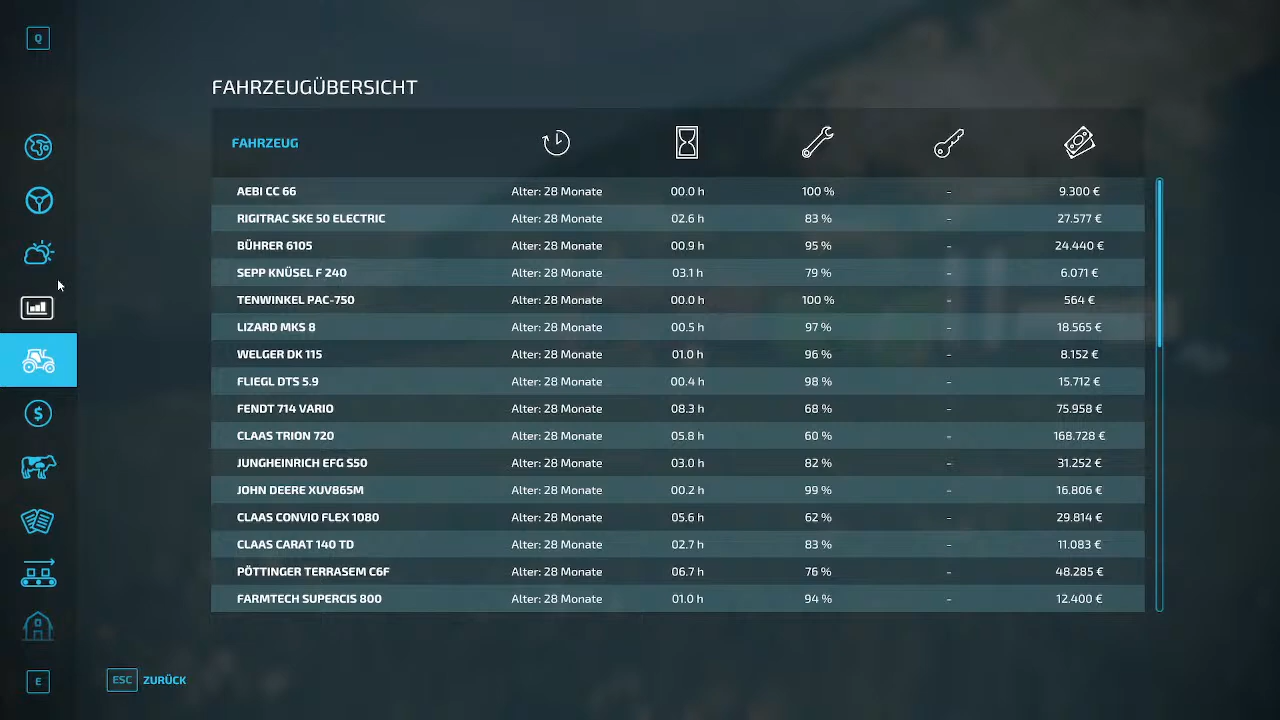 Q
FAHRZEUGÜBERSICHT
FAHRZEUG
AEBI CC 66 Alter: 28 Monate 00.0 h 100 % - 9.300 €
RIGITRAC SKE 50 ELECTRIC Alter: 28 Monate 02.6 h 83 % - 27.577 €
BÜHRER 6105 Alter: 28 Monate 00.9 h 95 % - 24.440 €
SEPP KNÜSEL F 240 Alter: 28 Monate 03.1 h 79 % - 6.071 €
TENWINKEL PAC-750 Alter: 28 Monate 00.0 h 100 % - 564 €
LIZARD MKS 8 Alter: 28 Monate 00.5 h 97 % - 18.565 €
WELGER DK 115 Alter: 28 Monate 01.0 h 96 % - 8.152 €
FLIEGL DTS 5.9 Alter: 28 Monate 00.4 h 98 % - 15.712 €
FENDT 714 VARIO Alter: 28 Monate 08.3 h 68 % - 75.958 €
CLAAS TRION 720 Alter: 28 Monate 05.8 h 60 % - 168.728 €
JUNGHEINRICH EFG S50 Alter: 28 Monate 03.0 h 82 % - 31.252 €
JOHN DEERE XUV865M Alter: 28 Monate 00.2 h 99 % - 16.806 €
CLAAS CONVIO FLEX 1080 Alter: 28 Monate 05.6 h 62 % - 29.814 €
CLAAS CARAT 140 TD Alter: 28 Monate 02.7 h 83 % - 11.083 €
PÖTTINGER TERRASEM C6F Alter: 28 Monate 06.7 h 76 % - 48.285 €
FARMTECH SUPERCIS 800 Alter: 28 Monate 01.0 h 94 % - 12.400 €
E
ESC ZURÜCK